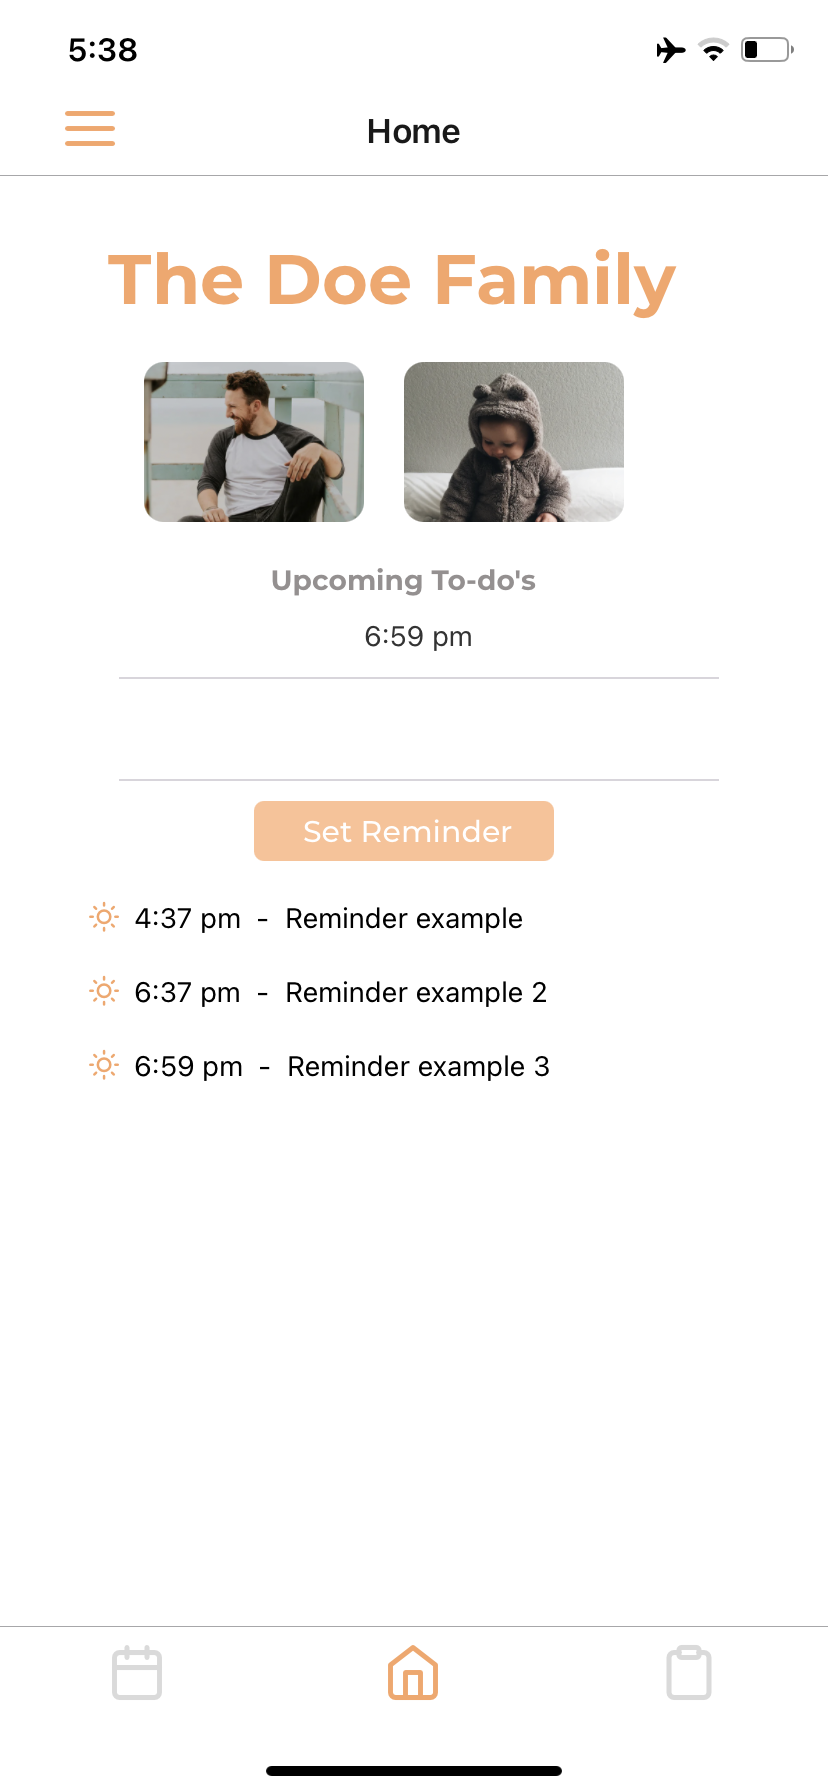 5:38
Home
The Doe Family
Upcoming To-do's
6:59 pm
Set Reminder
4:37 pm - Reminder example
6:37 pm - Reminder example 2
6:59 pm - Reminder example 3